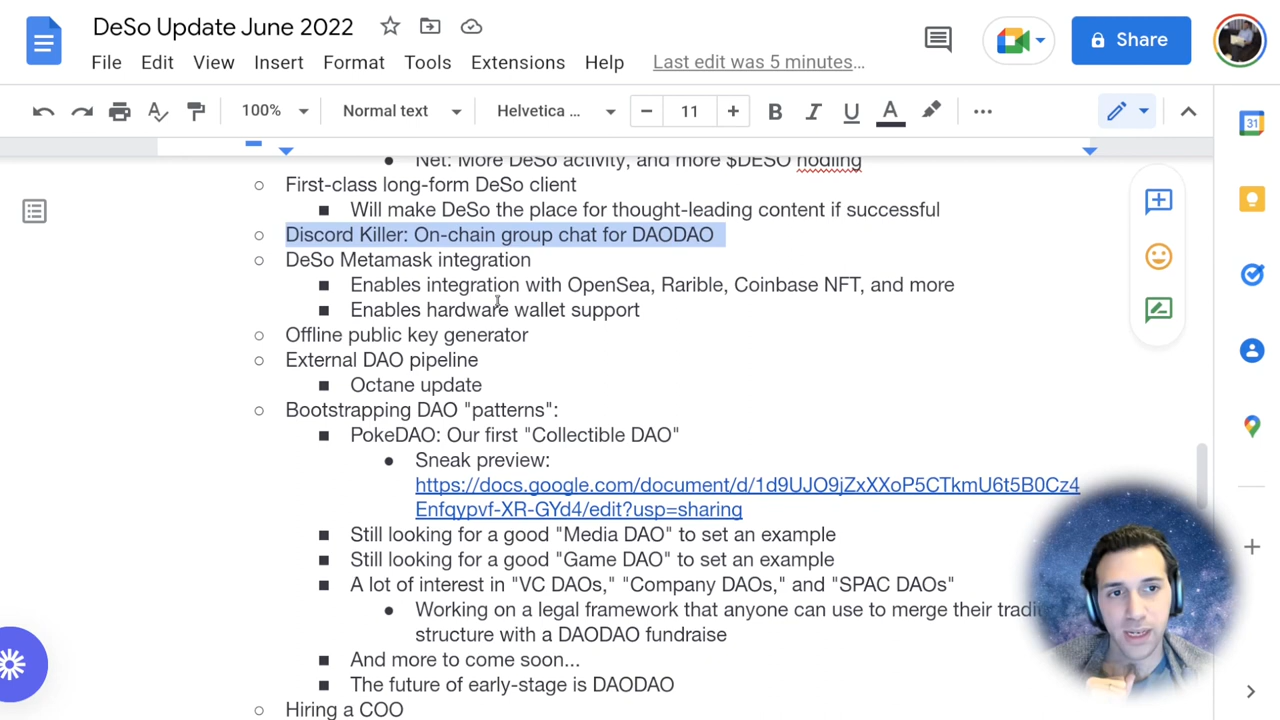 DeSo Update June 2022
File Edit View Insert Format Tools Extensions Help Last edit was 5 minutes…
Share
100% Normal text Helvetica ... 11 B I U A
31
Net: More DeSo activity, and more $DESO hodling
First-class long-form DeSo client
Will make DeSo the place for thought-leading content if successful
Discord Killer: On-chain group chat for DAODAO
DeSo Metamask integration
Enables integration with OpenSea, Rarible, Coinbase NFT, and more
Enables hardware wallet support
Offline public key generator
External DAO pipeline
Octane update
Bootstrapping DAO "patterns":
PokeDAO: Our first "Collectible DAO"
Sneak preview:
https://docs.google.com/document/d/1d9UJO9jZxXXoP5CTkmU6t5B0Cz4
Enfqypvf-XR-GYd4/edit?usp=sharing
Still looking for a good "Media DAO" to set an example
Still looking for a good "Game DAO" to set an example
A lot of interest in "VC DAOs," "Company DAOs," and "SPAC DAOs"
Working on a legal framework that anyone can use to merge their
structure with a DAODAO fundraise
And more to come soon...
The future of early-stage is DAODAO
Hiring a COO